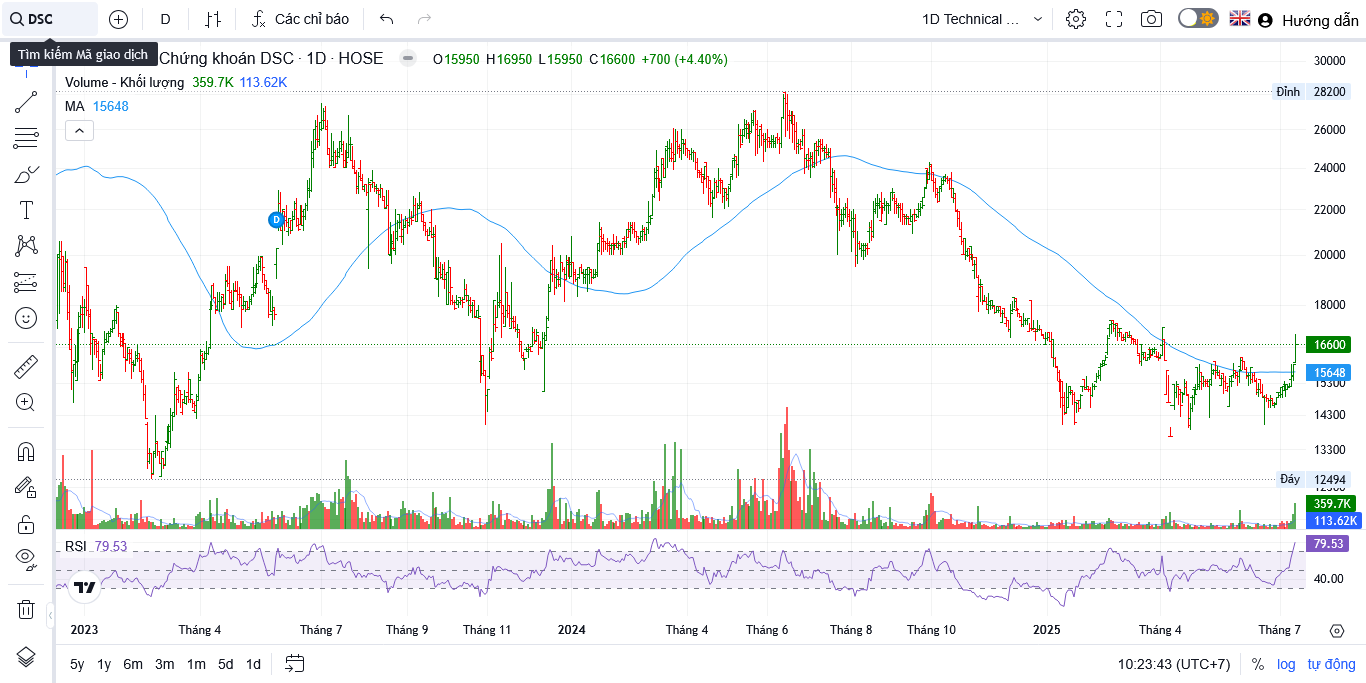 DSC
D
Các chỉ báo
1D Technical ...
Hướng dẫn
Tìm kiếm Mã giao dịch
Chứng khoán DSC · 1D · HOSE
O15950 H16950 L15950 C16600 +700 (+4.40%)
Volume - Khối lượng 359.7K 113.62K
MA 15648
D
30000
Đỉnh 28200
26000
24000
22000
20000
18000
16600
15648
15300
14300
13300
Đáy 12494
359.7K
113.62K
RSI 79.53
79.53
40.00
2023 Tháng 4 Tháng 7 Tháng 9 Tháng 11 2024 Tháng 4 Tháng 6 Tháng 8 Tháng 10 2025 Tháng 4 Tháng 7
5y 1y 6m 3m 1m 5d 1d
10:23:43 (UTC+7) % log tự động